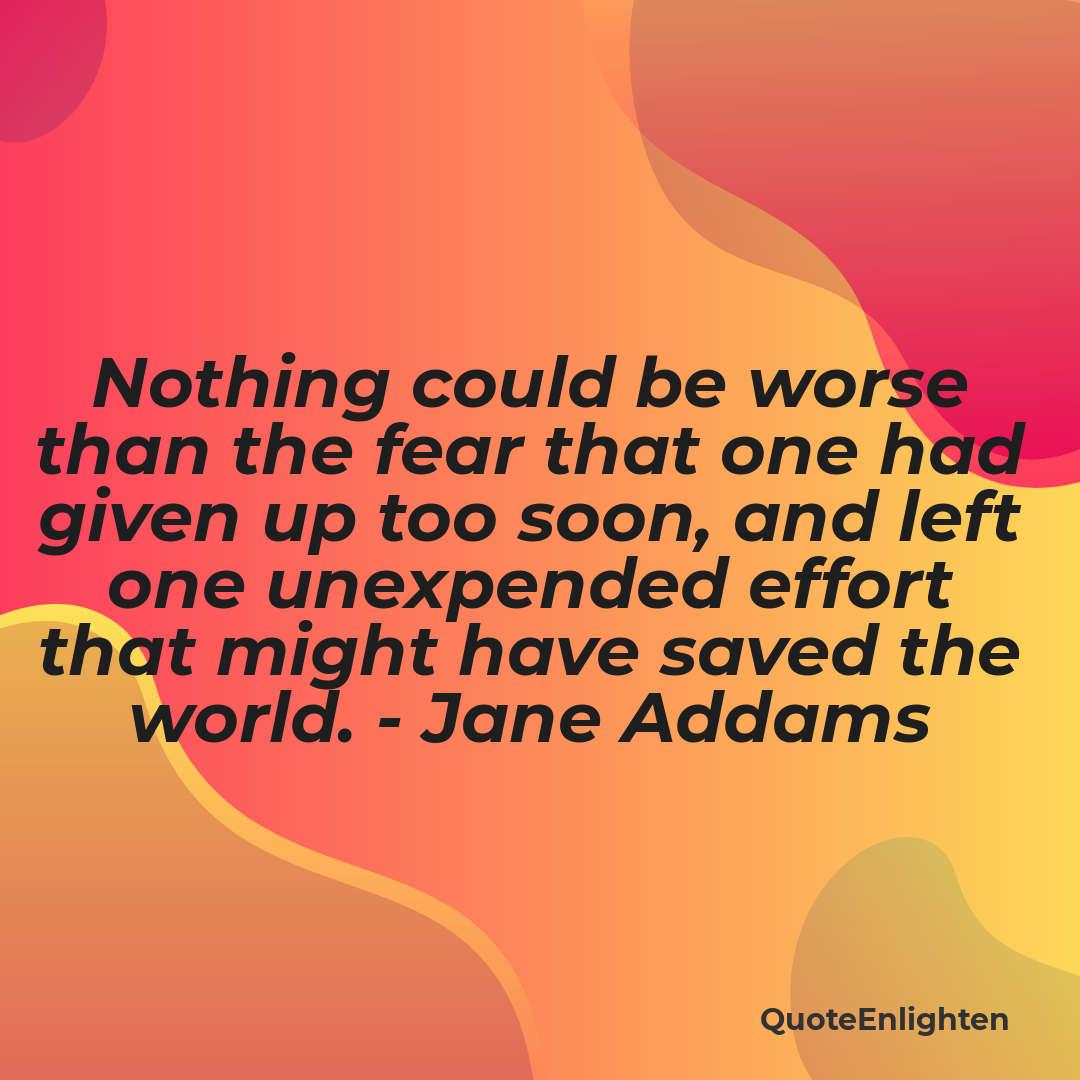 Nothing could be worse
than the fear that one had
given up too soon, and left
one unexpended effort
that might have saved the
world. - Jane Addams
QuoteEnlighten